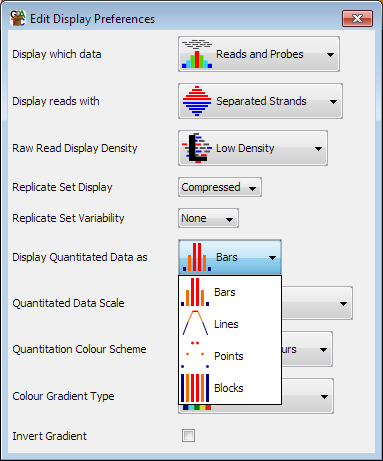 Edit Display Preferences
Display which data Reads and Probes
Display reads with Separated Strands
Raw Read Display Density Low Density
Replicate Set Display Compressed
Replicate Set Variability None
Display Quantitated Data as Bars
Bars
Quantitated Data Scale
Lines
Points
Quantitation Colour Scheme ours
Blocks
Colour Gradient Type
Invert Gradient